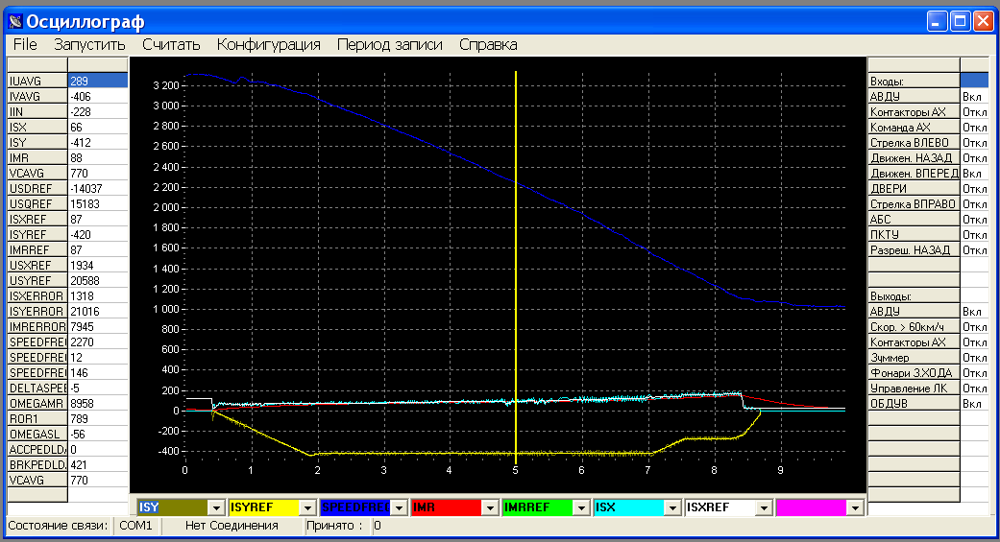 Осциллограф
File Запустить Считать Конфигурация Период записи Справка
IUAVG 289
IVAVG -406
IIN -228
ISX 66
ISY -412
IMR 88
VCAVG 770
USDREF -14037
USQREF 15183
ISXREF 87
ISYREF -420
IMRREF 87
USXREF 1934
USYREF 20588
ISXERROR 1318
ISYERROR 21016
IMRERROR 7945
SPEEDFREQ 2270
SPEEDFRE 12
SPEEDFRE 146
DELTASPEE -5
OMEGAMR 8958
ROR1 789
OMEGASL -56
ACCPEDLD 0
BRKPEDLD 421
VCAVG 770
3 200
3 000
2 800
2 600
2 400
2 200
2 000
1 800
1 600
1 400
1 200
1 000
800
600
400
200
0
-200
-400
0 1 2 3 4 5 6 7 8 9
ISY ISYREF SPEEDFREQ IMR IMRREF ISX ISXREF
Входы:
АВДУ Вкл
Контакторы АХ Откл
Команда АХ Откл
Стрелка ВЛЕВО Откл
Движен. НАЗАД Откл
Движен. ВПЕРЕД Вкл
ДВЕРИ Откл
Стрелка ВПРАВО Откл
АБС Откл
ПКТУ Откл
Разреш. НАЗАД Откл
Выходы:
АВДУ Вкл
Скор. > 60км/ч Откл
Контакторы АХ Откл
Зуммер Откл
Фонари З.ХОДА Откл
Управление ЛК Откл
ОБДУВ Вкл
Состояние связи: COM1 Нет Соединения Принято : 0